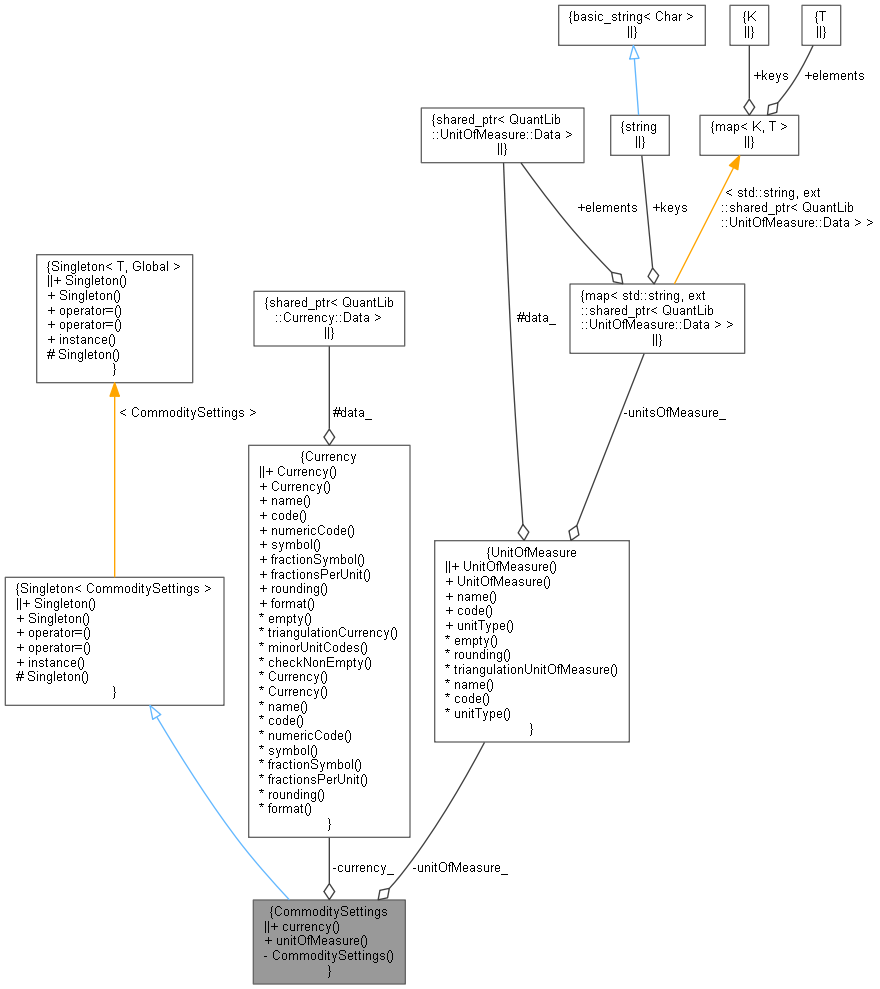 {basic_string< Char >
||}
{K
||}
{T
||}
+keys
+elements
{shared_ptr< QuantLib
::UnitOfMeasure::Data >
||}
{string
||}
{map< K, T >
||}
+elements
+keys
< std::string, ext
::shared_ptr< QuantLib
::UnitOfMeasure::Data > >
{Singleton< T, Global >
||+ Singleton()
+ Singleton()
+ operator=()
+ operator=()
+ instance()
# Singleton()
}
{shared_ptr< QuantLib
::Currency::Data >
||}
#data_
{map< std::string, ext
::shared_ptr< QuantLib
::UnitOfMeasure::Data > >
||}
< CommoditySettings >
#data_
-unitsOfMeasure_
{Currency
||+ Currency()
+ Currency()
+ name()
+ code()
+ numericCode()
+ symbol()
+ fractionSymbol()
+ fractionsPerUnit()
+ rounding()
+ format()
* empty()
* triangulationCurrency()
* minorUnitCodes()
* checkNonEmpty()
* Currency()
* Currency()
* name()
* code()
* numericCode()
* symbol()
* fractionSymbol()
* fractionsPerUnit()
* rounding()
* format()
}
{UnitOfMeasure
||+ UnitOfMeasure()
+ UnitOfMeasure()
+ name()
+ code()
+ unitType()
* empty()
* rounding()
* triangulationUnitOfMeasure()
* name()
* code()
* unitType()
}
{Singleton< CommoditySettings >
||+ Singleton()
+ Singleton()
+ operator=()
+ operator=()
+ instance()
# Singleton()
}
-currency_
-unitOfMeasure_
{CommoditySettings
||+ currency()
+ unitOfMeasure()
- CommoditySettings()
}